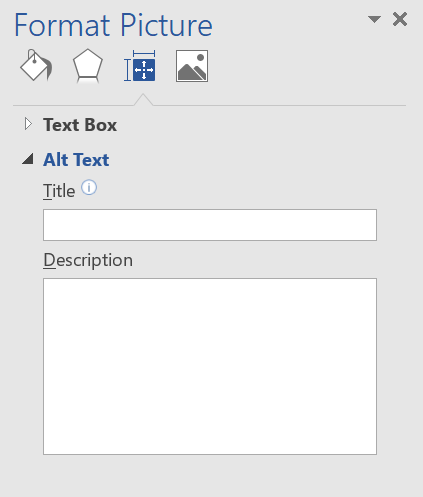 Format Picture
Text Box
Alt Text
Title
Description